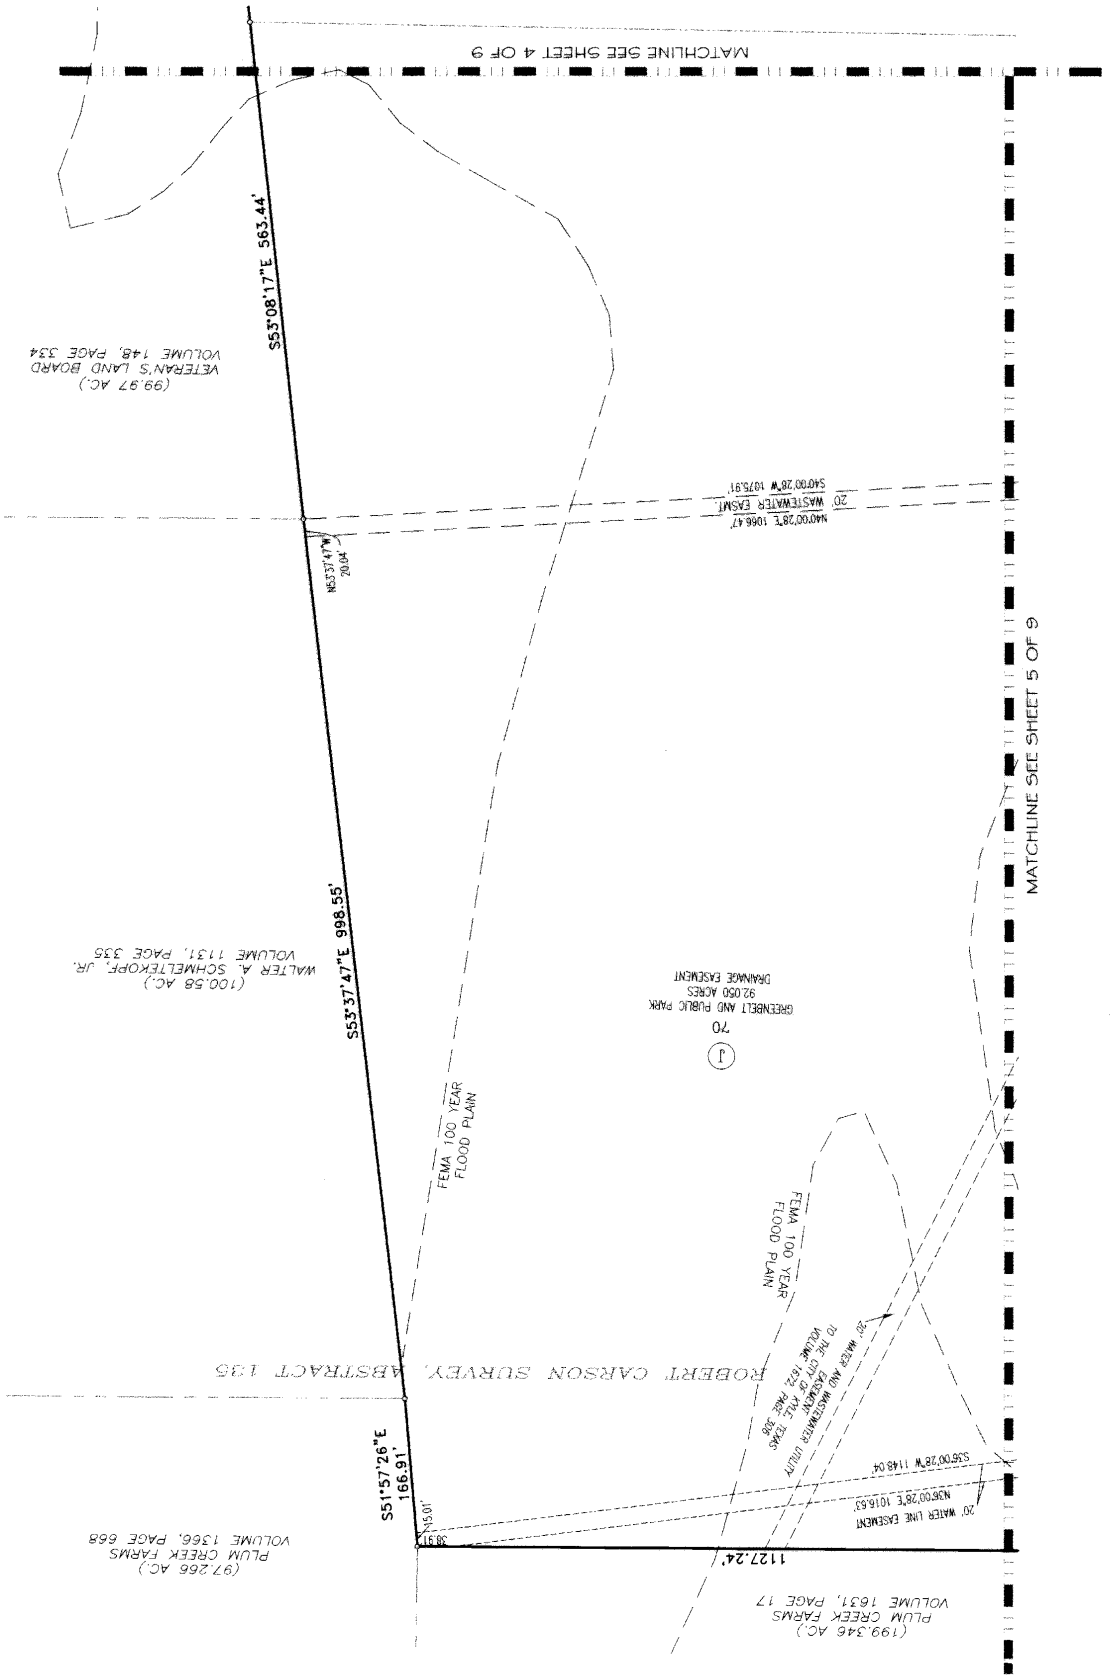 MATCHLINE SEE SHEET 4 OF 9
S53°08'17"E 563.44'
(99.97 AC.)
VETERAN'S LAND BOARD
VOLUME 148, PAGE 334
S40°00'28"W 1075.91'
20' WASTEWATER EASMT.
N40°00'28"E 1066.47'
N53°37'47"W
20.04'
MATCHLINE SEE SHEET 5 OF 9
S53°37'47"E 998.55'
(100.58 AC.)
WALTER A. SCHMELTEKOPF, JR.
VOLUME 1131, PAGE 335
1
70
GREENBELT AND PUBLIC PARK
92.050 ACRES
DRAINAGE EASEMENT
FEMA 100 YEAR
FLOOD PLAIN
FEMA 100 YEAR
FLOOD PLAIN
20' WATER AND WASTEWATER UTILITY
EASEMENT
TO THE CITY OF KYLE, TEXAS
VOLUME 1672, PAGE 306
ROBERT CARSON SURVEY, ABSTRACT 135
S51°57'26"E
166.91'
15.01'
38.91'
S36°00'28"W 1148.04'
N36°00'28"E 1016.63'
20' WATER LINE EASEMENT
1127.24'
(97.266 AC.)
PLUM CREEK FARMS
VOLUME 1366, PAGE 668
(199.346 AC.)
PLUM CREEK FARMS
VOLUME 1631, PAGE 17